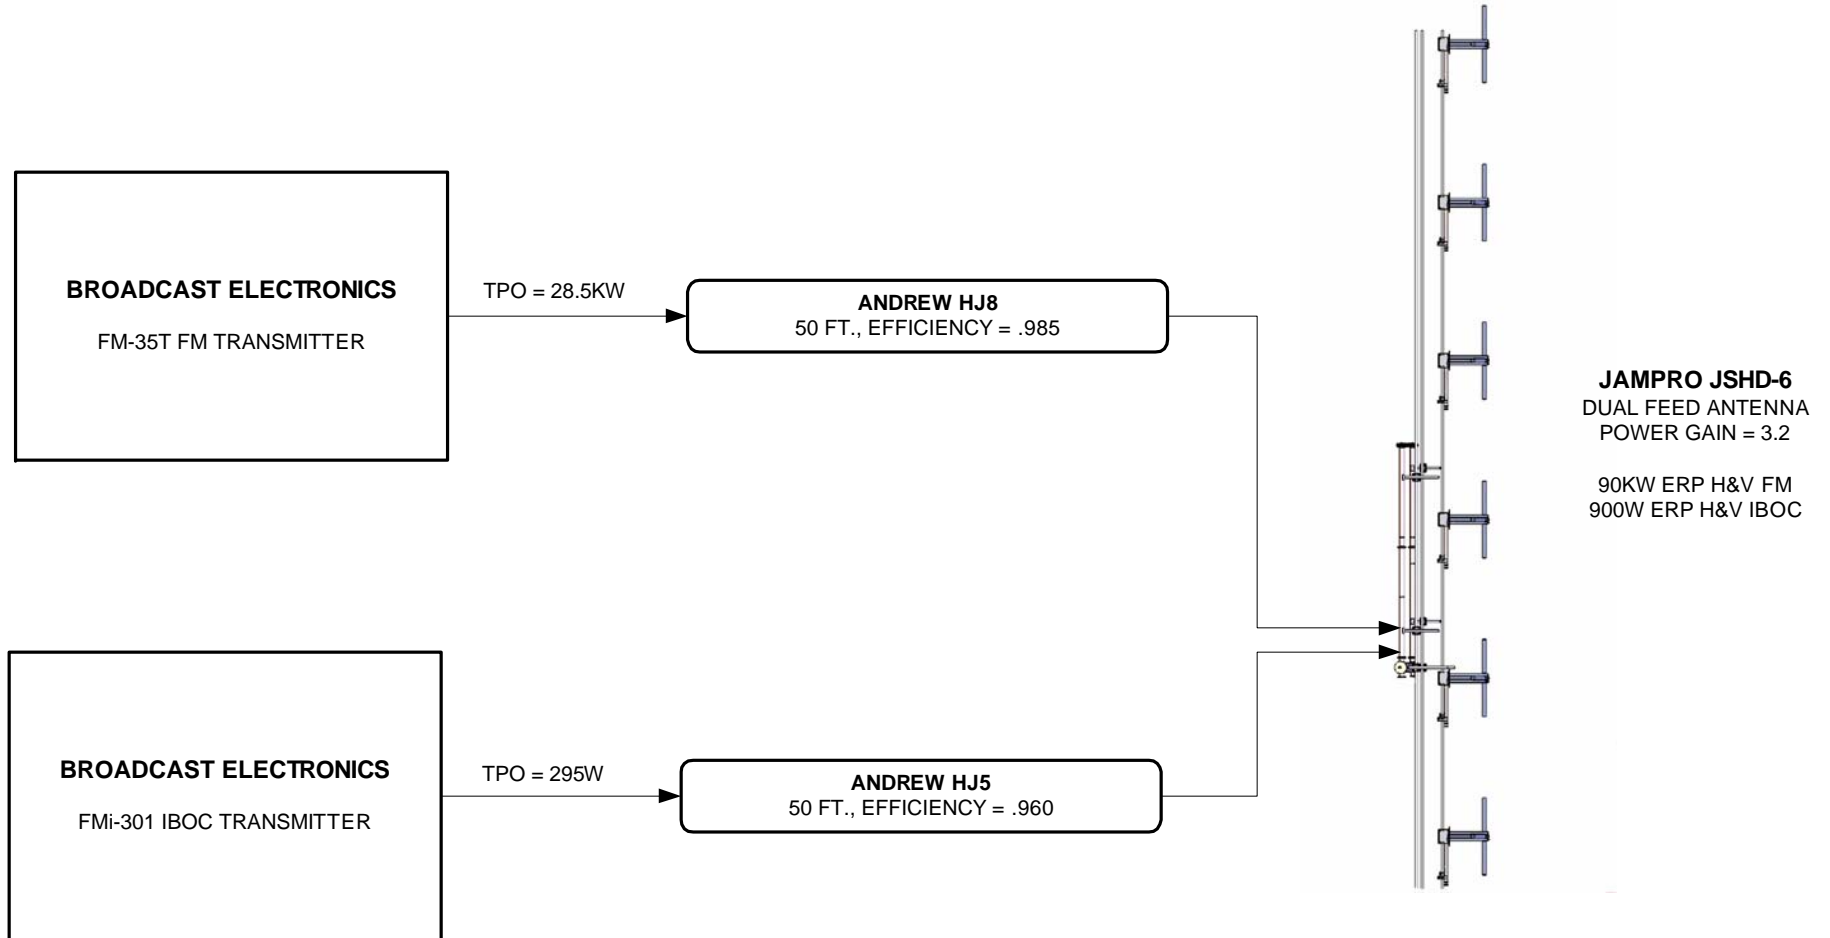 BROADCAST ELECTRONICS
FM-35T FM TRANSMITTER
TPO = 28.5KW
ANDREW HJ8
50 FT., EFFICIENCY = .985
JAMPRO JSHD-6
DUAL FEED ANTENNA
POWER GAIN = 3.2
90KW ERP H&V FM
900W ERP H&V IBOC
BROADCAST ELECTRONICS
FMi-301 IBOC TRANSMITTER
TPO = 295W
ANDREW HJ5
50 FT., EFFICIENCY = .960